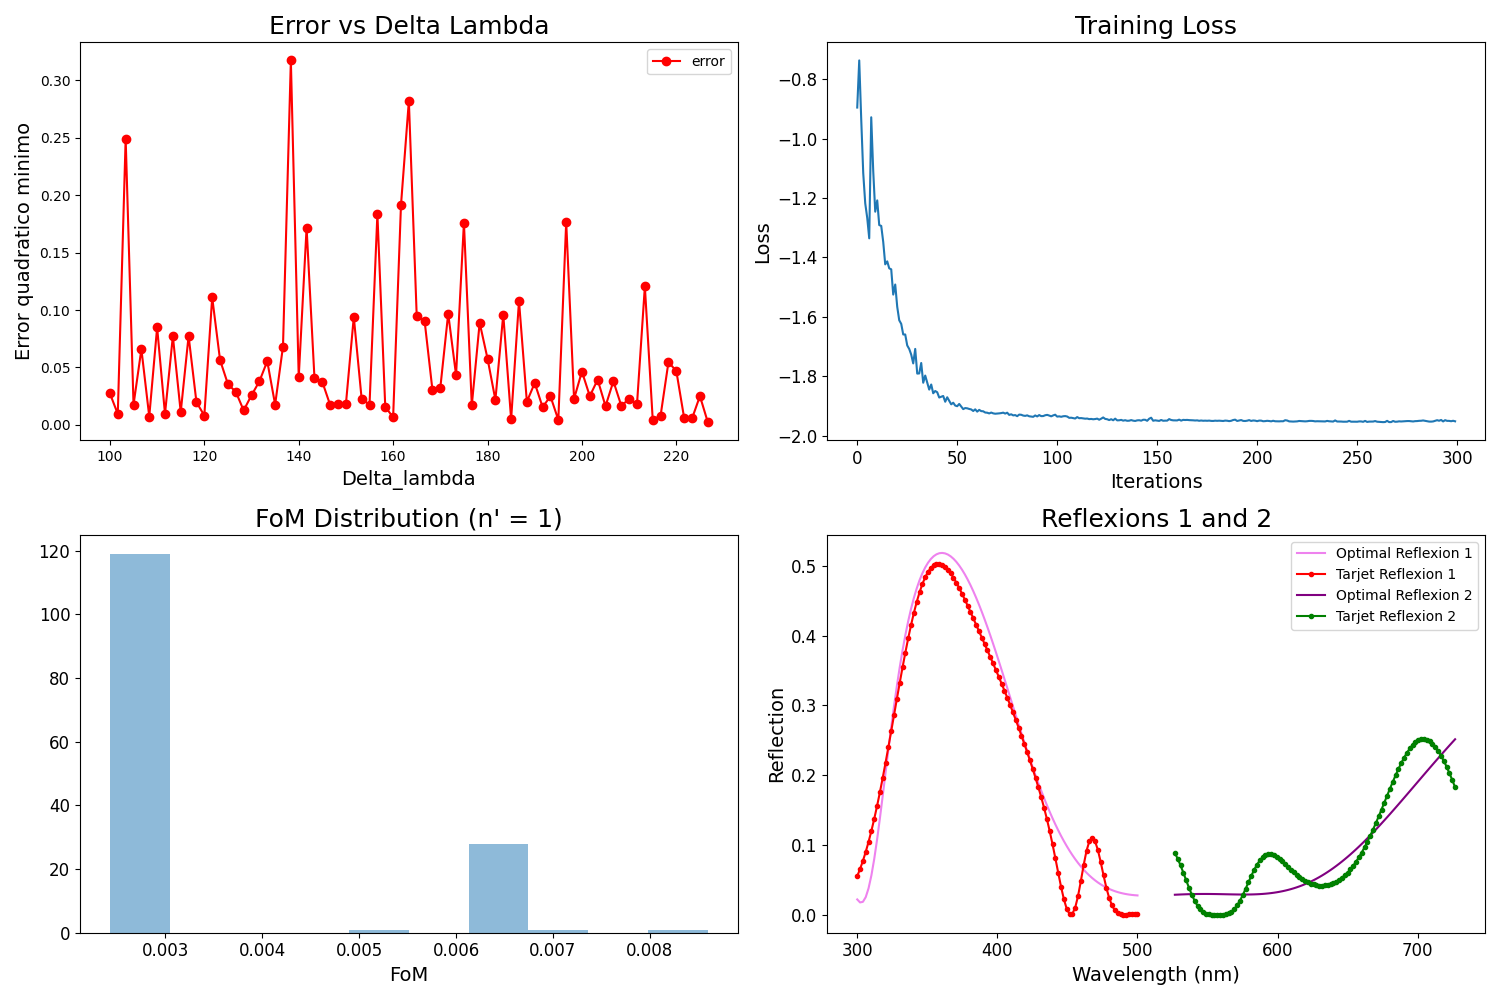 Error vs Delta Lambda
error
Error quadratico minimo
0.30
0.25
0.20
0.15
0.10
0.05
0.00
100 120 140 160 180 200 220
Delta_lambda
Training Loss
Loss
−0.8
−1.0
−1.2
−1.4
−1.6
−1.8
−2.0
0 50 100 150 200 250 300
Iterations
FoM Distribution (n' = 1)
120
100
80
60
40
20
0
0.003 0.004 0.005 0.006 0.007 0.008
FoM
Reflexions 1 and 2
Optimal Reflexion 1
Tarjet Reflexion 1
Optimal Reflexion 2
Tarjet Reflexion 2
Reflection
0.5
0.4
0.3
0.2
0.1
0.0
300 400 500 600 700
Wavelength (nm)